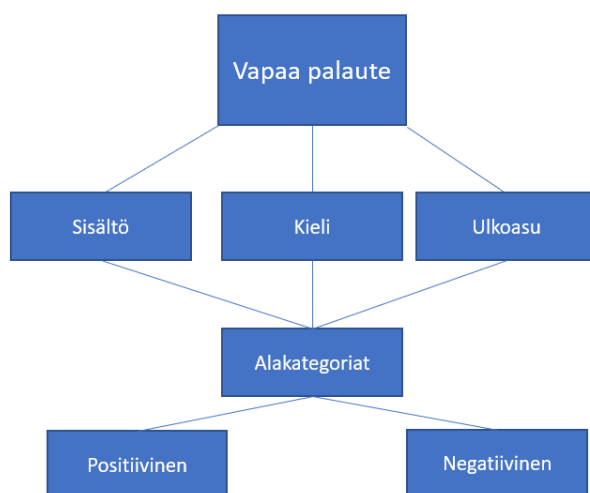 Vapaa palaute
Sisältö
Kieli
Ulkoasu
Alakategoriat
Positiivinen
Negatiivinen